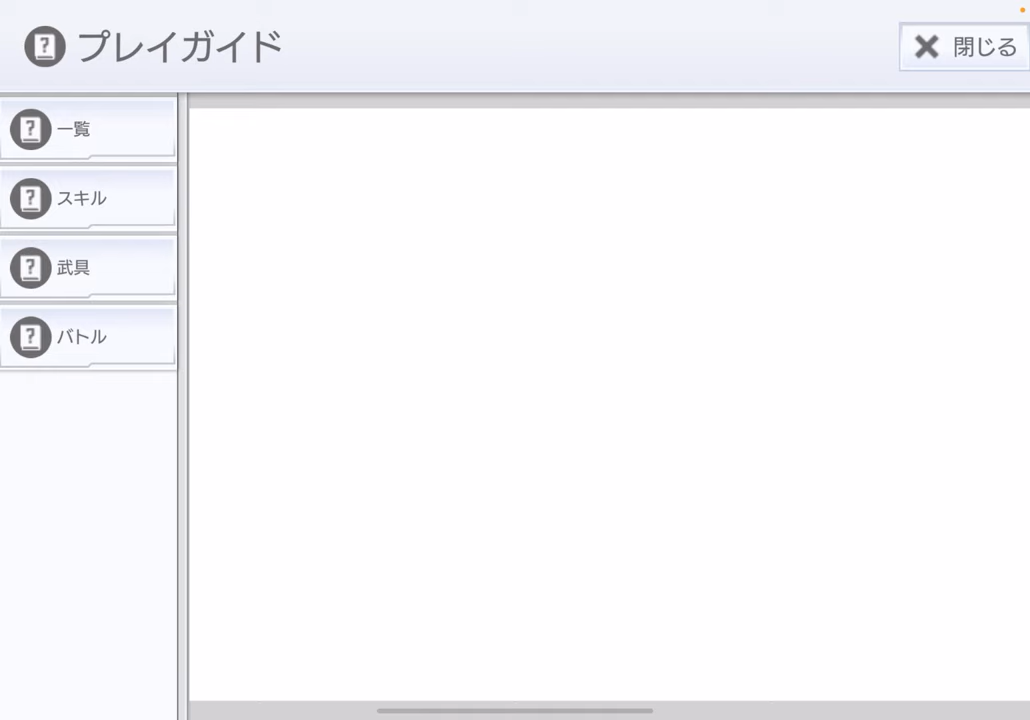 プレイガイド
閉じる
一覧
スキル
武具
バトル